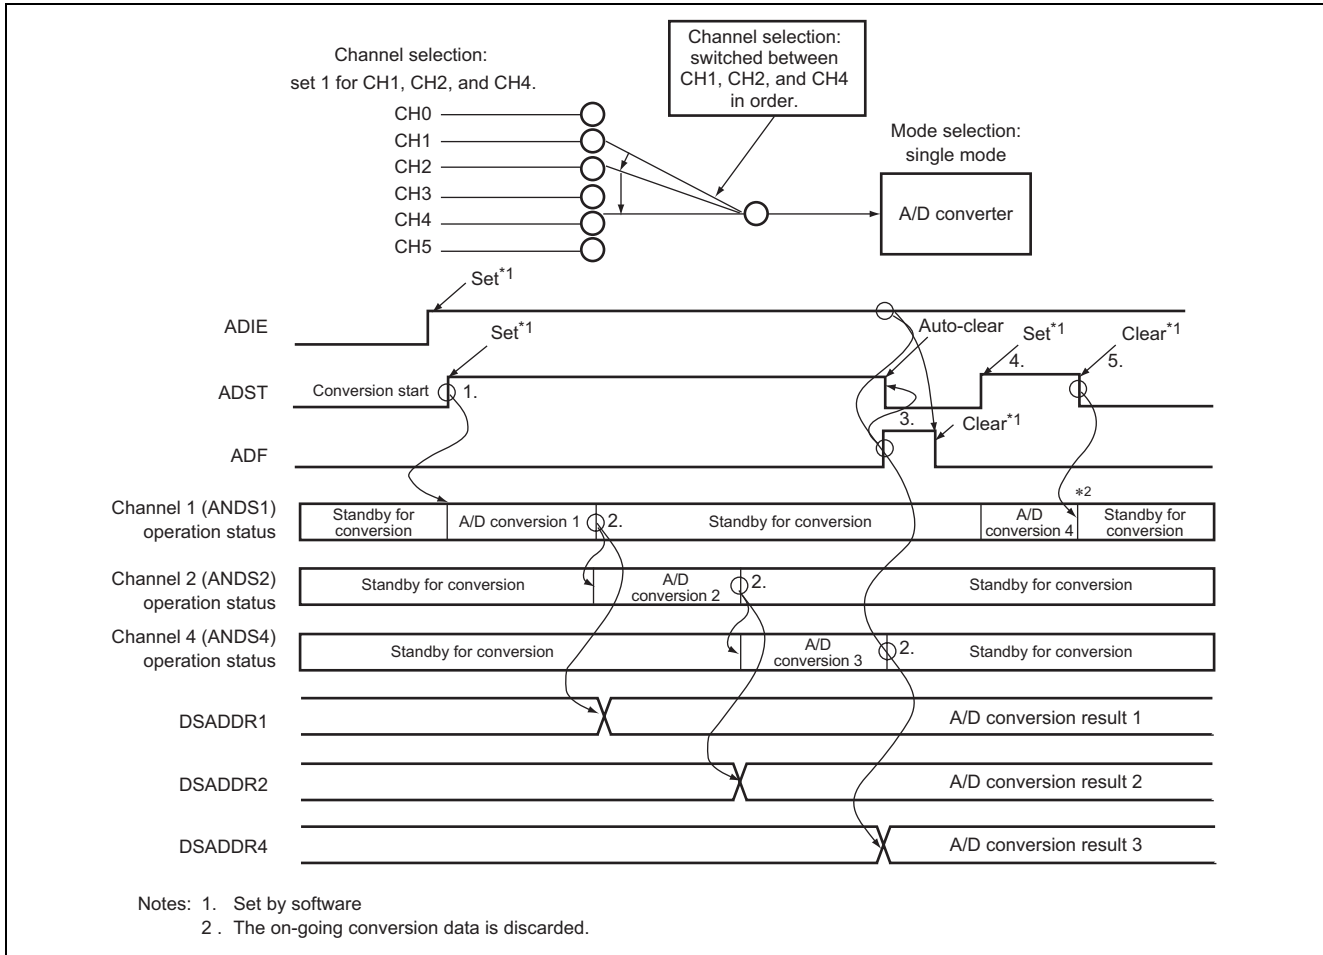 Channel selection:
set 1 for CH1, CH2, and CH4.
Channel selection:
switched between
CH1, CH2, and CH4
in order.
CH0
CH1
CH2
CH3
CH4
CH5
Mode selection:
single mode
A/D converter
Set*1
ADIE
Set*1
Auto-clear
Set*1
4.
Clear*1
5.
ADST
Conversion start
1.
3.
Clear*1
ADF
*2
Channel 1 (ANDS1)
operation status
Standby for
conversion
A/D conversion 1
2.
Standby for conversion
A/D
conversion 4
Standby for
conversion
Channel 2 (ANDS2)
operation status
Standby for conversion
A/D
conversion 2
2.
Standby for conversion
Channel 4 (ANDS4)
operation status
Standby for conversion
A/D
conversion 3
2.
Standby for conversion
DSADDR1
A/D conversion result 1
DSADDR2
A/D conversion result 2
DSADDR4
A/D conversion result 3
Notes: 1. Set by software
2 . The on-going conversion data is discarded.